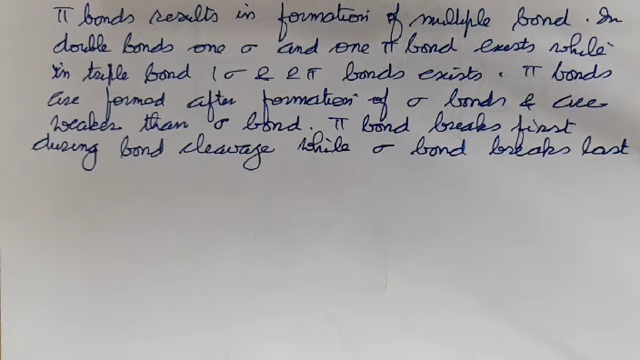 π bonds results in formation of multiple bond. In
double bonds one σ and one π bond exists while
in triple bond 1σ & 2π bonds exists. π bonds
are formed after formation of σ bonds & are
weaker than σ bond. π bond breaks first
during bond cleavage while σ bond breaks last